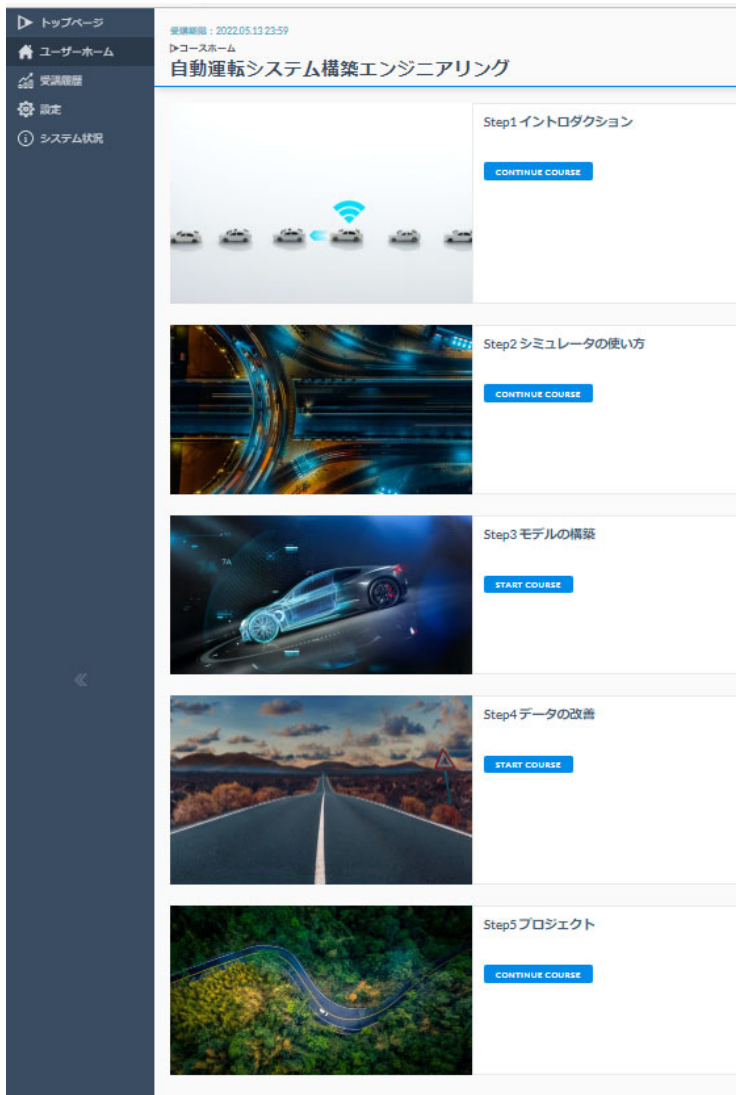 トップページ
ユーザーホーム
受講履歴
設定
システム状況
受講期限：2022.05.13 23:59
コースホーム
自動運転システム構築エンジニアリング
Step1 イントロダクション
CONTINUE COURSE
Step2 シミュレータの使い方
CONTINUE COURSE
7A
Step3 モデルの構築
START COURSE
Step4 データの改善
START COURSE
Step5 プロジェクト
CONTINUE COURSE